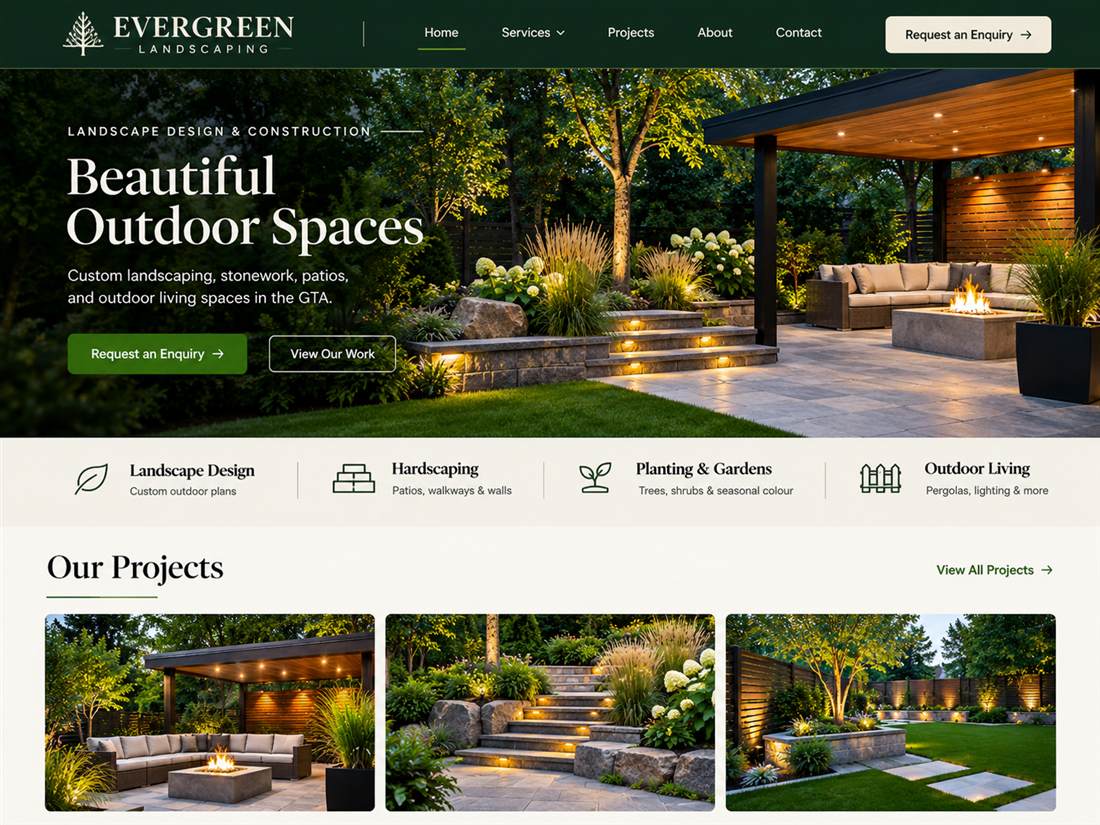 EVERGREEN
LANDSCAPING
Home
Services
Projects
About
Contact
Request an Enquiry →
LANDSCAPE DESIGN & CONSTRUCTION
Beautiful
Outdoor Spaces
Custom landscaping, stonework, patios,
and outdoor living spaces in the GTA.
Request an Enquiry →
View Our Work
Landscape Design
Custom outdoor plans
Hardscaping
Patios, walkways & walls
Planting & Gardens
Trees, shrubs & seasonal colour
Outdoor Living
Pergolas, lighting & more
Our Projects
View All Projects →